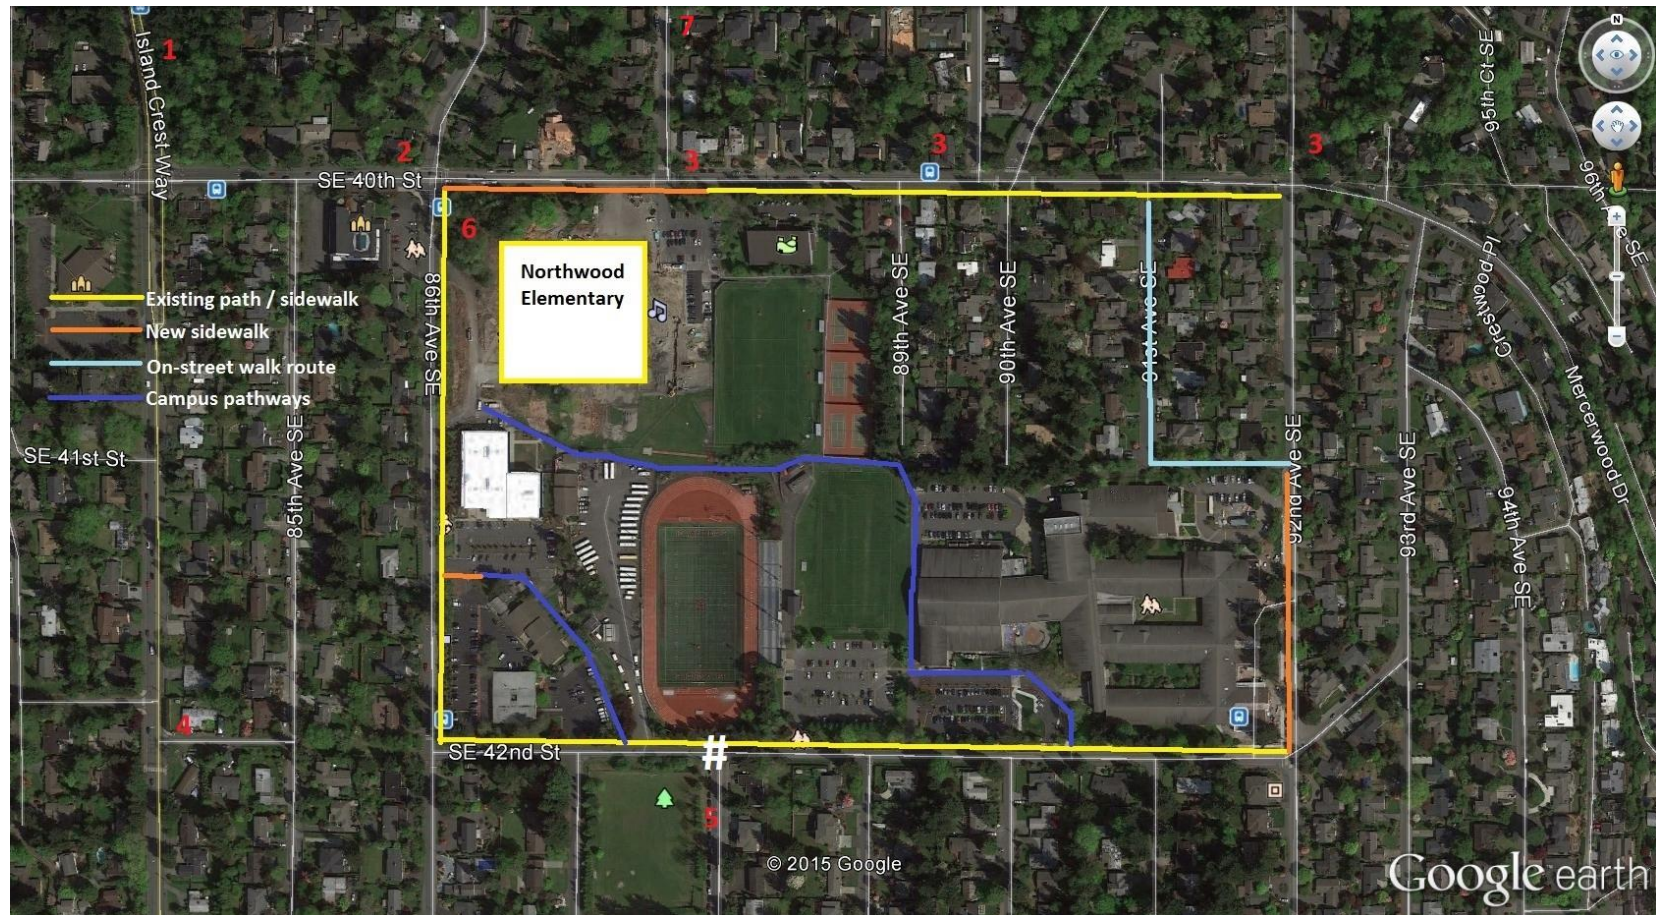 N
1
7
Island Crest Way
95th Ct SE
2
3
3
3
SE 40th St
96th Ave SE
6
Northwood
Elementary
86th Ave SE
89th Ave SE
90th Ave SE
91st Ave SE
Crestwood Pl
Existing path / sidewalk
New sidewalk
On-street walk route
Campus pathways
Mercerwood Dr
SE 41st St
85th Ave SE
92nd Ave SE
93rd Ave SE
94th Ave SE
4
SE 42nd St
#
5
© 2015 Google
Google earth